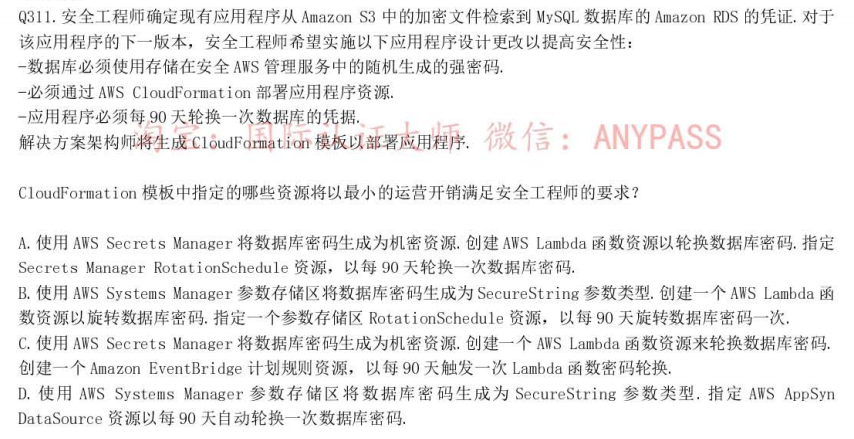 Q311. 安全工程师确定现有应用程序从 Amazon S3 中的加密文件检索到 MySQL 数据库的 Amazon RDS 的凭证. 对于
该应用程序的下一版本，安全工程师希望实施以下应用程序设计更改以提高安全性：
-数据库必须使用存储在安全 AWS 管理服务中的随机生成的强密码.
-必须通过 AWS CloudFormation 部署应用程序资源.
-应用程序必须每 90 天轮换一次数据库的凭据.
解决方案架构师将生成 CloudFormation 模板以部署应用程序.
淘宝：国际认证大师 微信：ANYPASS
CloudFormation 模板中指定的哪些资源将以最小的运营开销满足安全工程师的要求？
A. 使用 AWS Secrets Manager 将数据库密码生成为机密资源. 创建 AWS Lambda 函数资源以轮换数据库密码. 指定
Secrets Manager RotationSchedule 资源，以每 90 天轮换一次数据库密码.
B. 使用 AWS Systems Manager 参数存储区将数据库密码生成为 SecureString 参数类型. 创建一个 AWS Lambda 函
数资源以旋转数据库密码. 指定一个参数存储区 RotationSchedule 资源，以每 90 天旋转数据库密码一次.
C. 使用 AWS Secrets Manager 将数据库密码生成为机密资源. 创建一个 AWS Lambda 函数资源来轮换数据库密码.
创建一个 Amazon EventBridge 计划规则资源，以每 90 天触发一次 Lambda 函数密码轮换.
D. 使用 AWS Systems Manager 参数存储区将数据库密码生成为 SecureString 参数类型. 指定 AWS AppSyn
DataSource 资源以每 90 天自动轮换一次数据库密码.